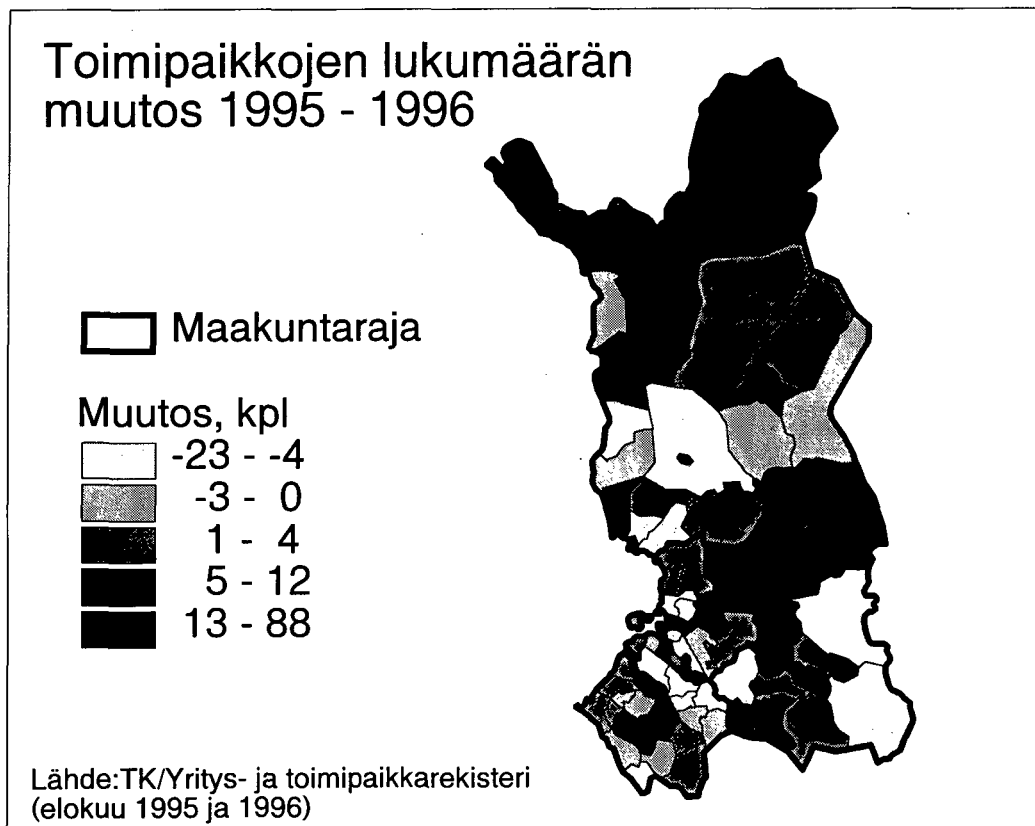 Toimipaikkojen lukumäärän
muutos 1995 - 1996
Maakuntaraja
Muutos, kpl
-23 - -4
-3 - 0
1 - 4
5 - 12
13 - 88
Lähde:TK/Yritys- ja toimipaikkarekisteri
(elokuu 1995 ja 1996)